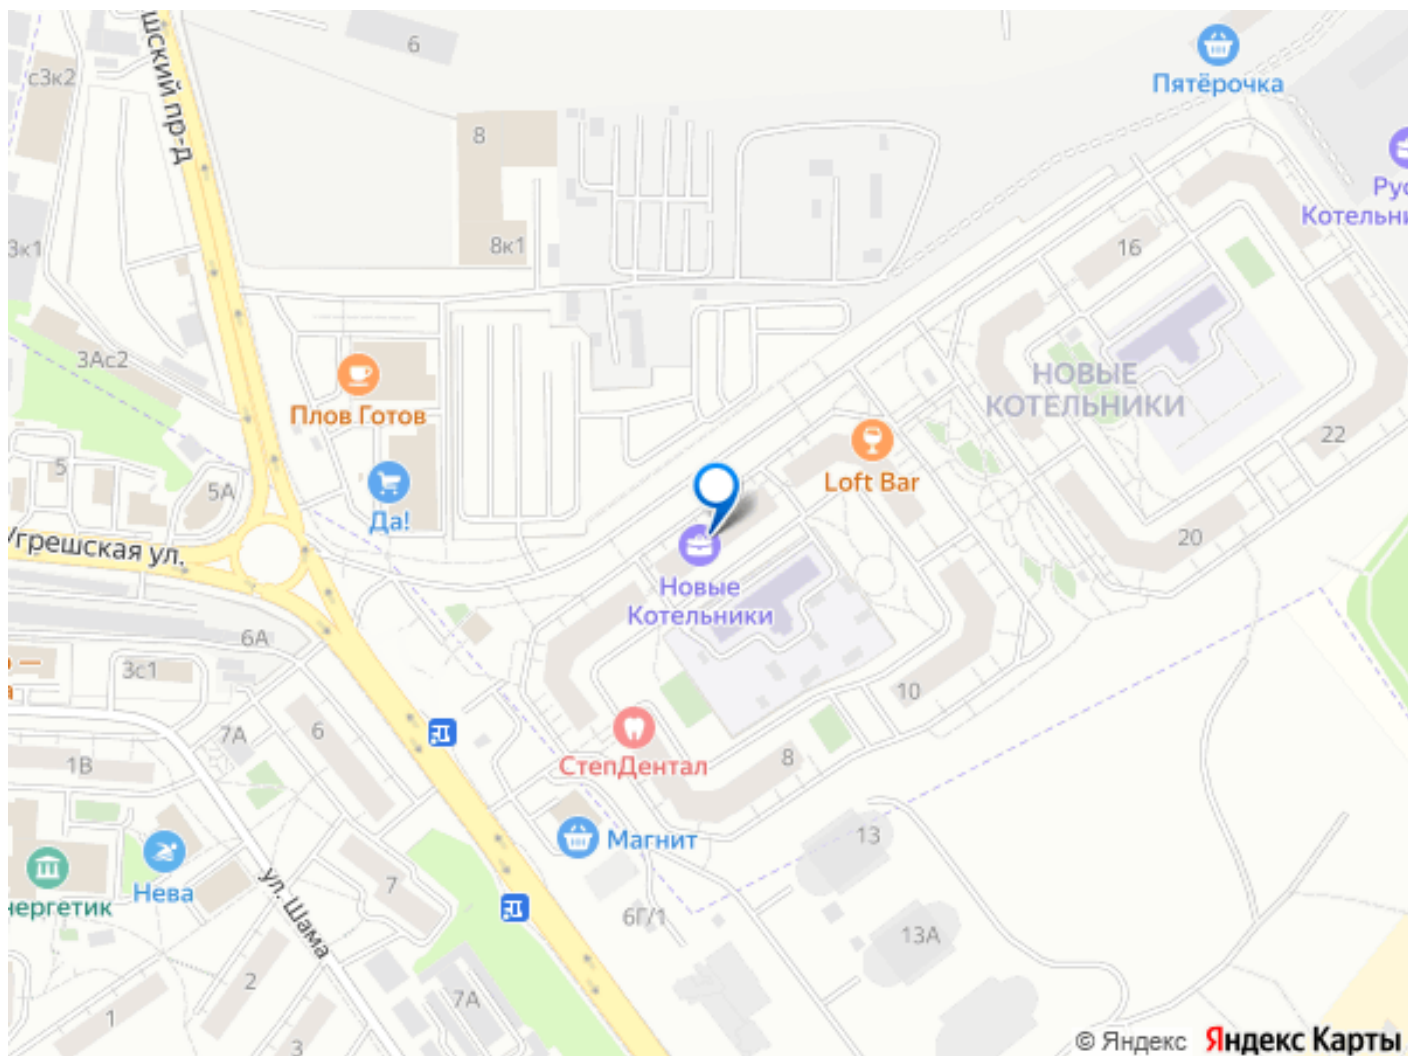 6
с3к2
шский пр-д
Пятёрочка
8
Рус
Котельни
3к1
8к1
16
3Ас2
НОВЫЕ
КОТЕЛЬНИКИ
Плов Готов
22
5
5А
Loft Bar
Да!
Угрешская ул.
20
Новые
Котельники
6А
3с1
10
7А
6
1В
СтепДентал
8
13
Магнит
Нева
7
нергетик
ул. Шама
6Г/1
13А
2
7А
1
3
© Яндекс Яндекс Карты